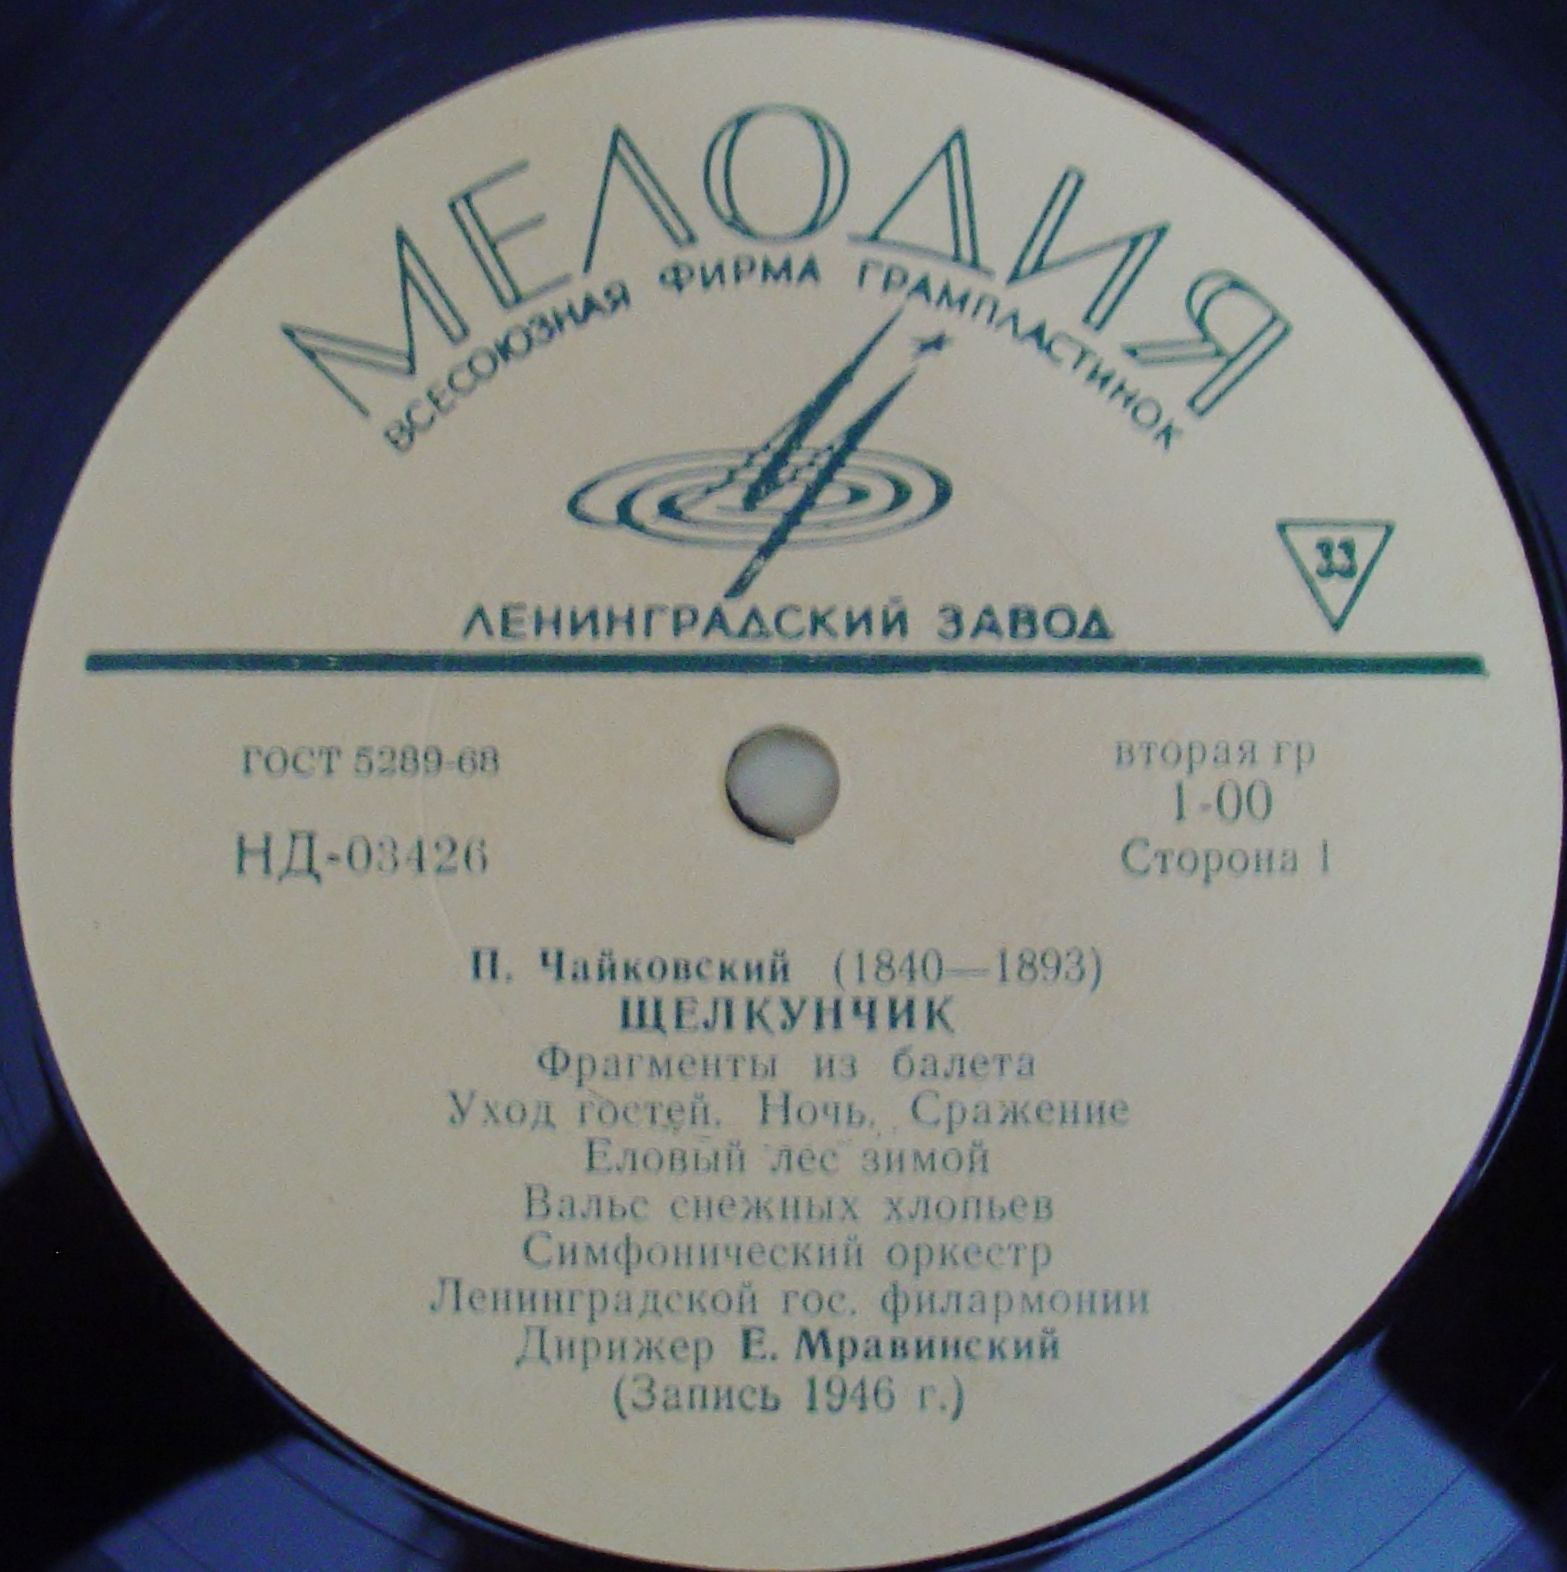 МЕЛОДИЯ
ВСЕСОЮЗНАЯ ФИРМА ГРАМПЛАСТИНОК
33
ЛЕНИНГРАДСКИЙ ЗАВОД
ГОСТ 5289-68
вторая гр
1-00
НД-03426
Сторона 1
П. Чайковский (1840—1893)
ЩЕЛКУНЧИК
Фрагменты из балета
Уход гостей. Ночь. Сражение
Еловый лес зимой
Вальс снежных хлопьев
Симфонический оркестр
Ленинградской гос. филармонии
Дирижер Е. Мравинский
(Запись 1946 г.)